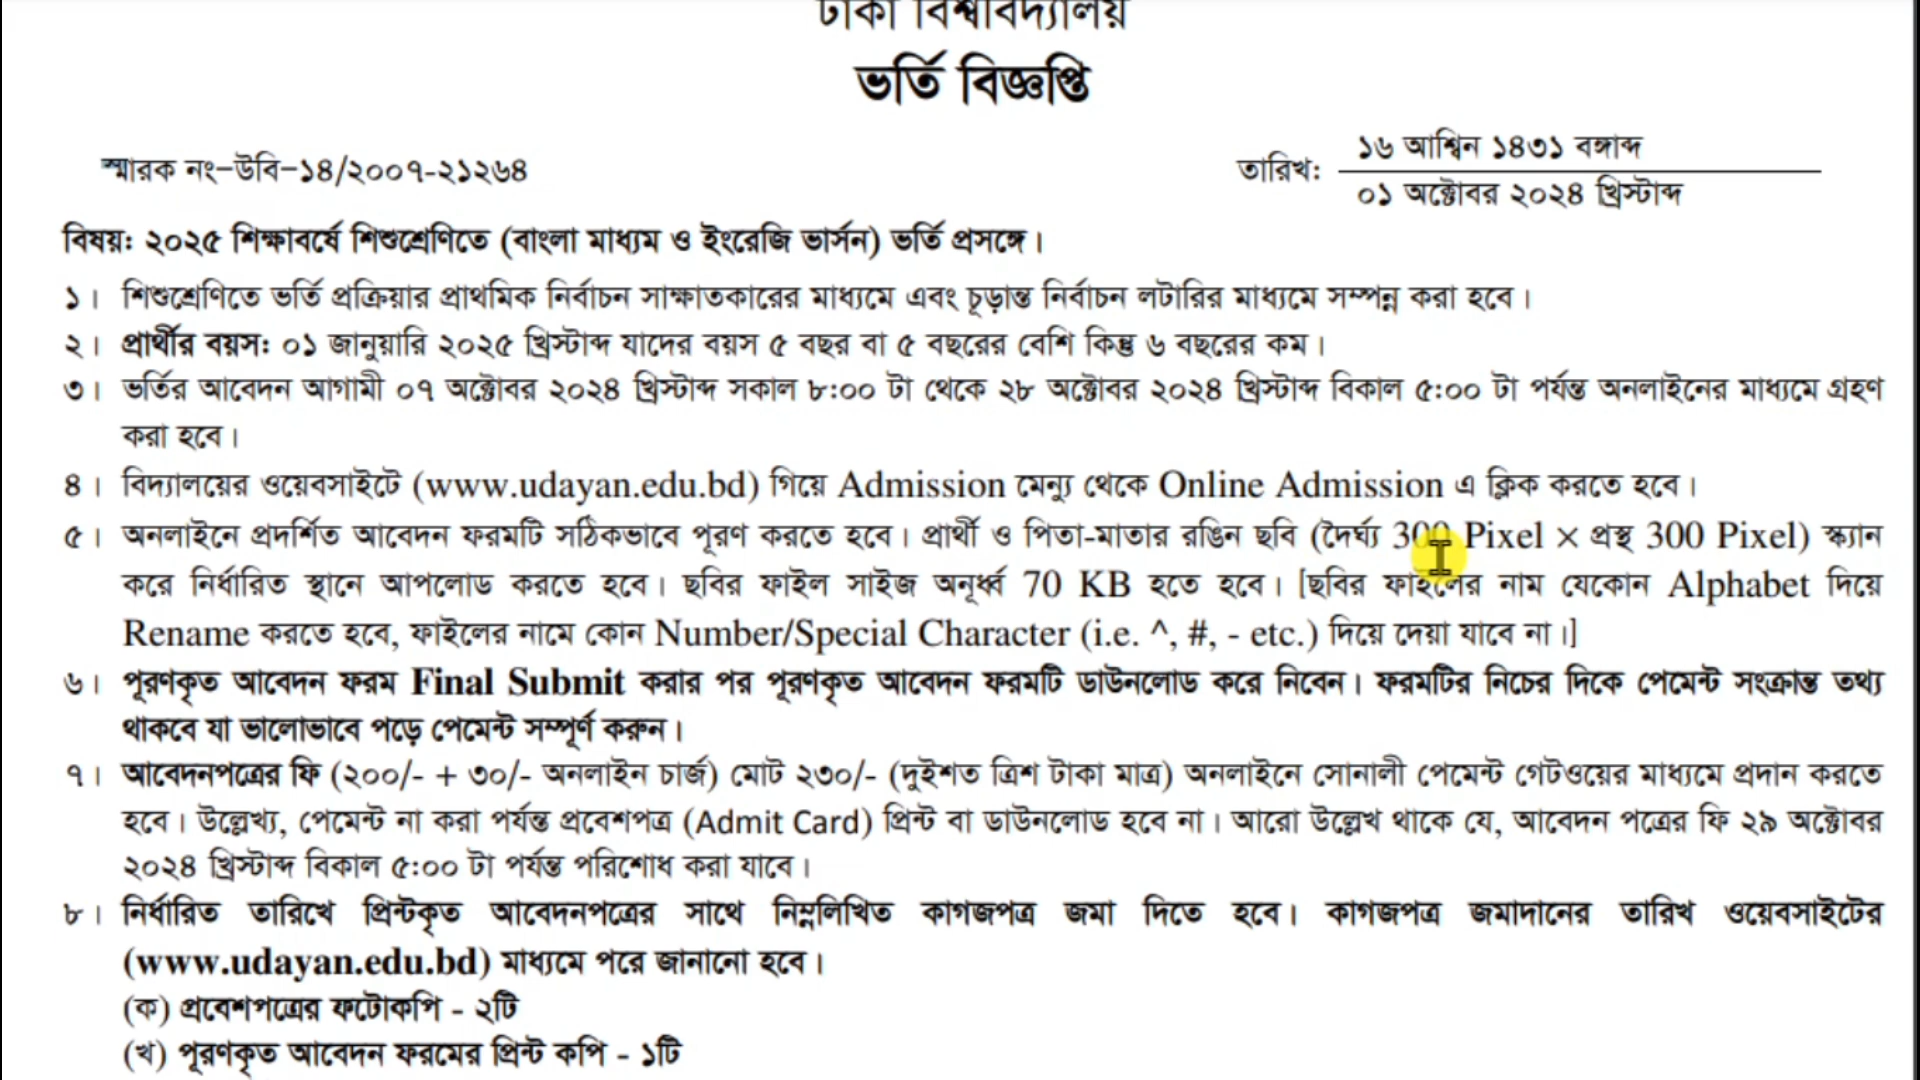 ঢাকা বিশ্ববিদ্যালয়
ভর্তি বিজ্ঞপ্তি
স্মারক নং–উবি–১৪/২০০৭-২১২৬৪
তারিখ: ১৬ আশ্বিন ১৪৩১ বঙ্গাব্দ
০১ অক্টোবর ২০২৪ খ্রিস্টাব্দ
বিষয়: ২০২৫ শিক্ষাবর্ষে শিশুশ্রেণিতে (বাংলা মাধ্যম ও ইংরেজি ভার্সন) ভর্তি প্রসঙ্গে।
১। শিশুশ্রেণিতে ভর্তি প্রক্রিয়ার প্রাথমিক নির্বাচন সাক্ষাতকারের মাধ্যমে এবং চূড়ান্ত নির্বাচন লটারির মাধ্যমে সম্পন্ন করা হবে।
২। প্রার্থীর বয়স: ০১ জানুয়ারি ২০২৫ খ্রিস্টাব্দ যাদের বয়স ৫ বছর বা ৫ বছরের বেশি কিন্তু ৬ বছরের কম।
৩। ভর্তির আবেদন আগামী ০৭ অক্টোবর ২০২৪ খ্রিস্টাব্দ সকাল ৮:০০ টা থেকে ২৮ অক্টোবর ২০২৪ খ্রিস্টাব্দ বিকাল ৫:০০ টা পর্যন্ত অনলাইনের মাধ্যমে গ্রহণ
করা হবে।
৪। বিদ্যালয়ের ওয়েবসাইটে (www.udayan.edu.bd) গিয়ে Admission মেন্যু থেকে Online Admission এ ক্লিক করতে হবে।
৫। অনলাইনে প্রদর্শিত আবেদন ফরমটি সঠিকভাবে পূরণ করতে হবে। প্রার্থী ও পিতা-মাতার রঙিন ছবি (দৈর্ঘ্য 300 Pixel × প্রস্থ 300 Pixel) স্ক্যান
করে নির্ধারিত স্থানে আপলোড করতে হবে। ছবির ফাইল সাইজ অনূর্ধ্ব 70 KB হতে হবে। [ছবির ফাইলের নাম যেকোন Alphabet দিয়ে
Rename করতে হবে, ফাইলের নামে কোন Number/Special Character (i.e. ^, #, - etc.) দিয়ে দেয়া যাবে না।]
৬। পূরণকৃত আবেদন ফরম Final Submit করার পর পূরণকৃত আবেদন ফরমটি ডাউনলোড করে নিবেন। ফরমটির নিচের দিকে পেমেন্ট সংক্রান্ত তথ্য
থাকবে যা ভালোভাবে পড়ে পেমেন্ট সম্পূর্ণ করুন।
৭। আবেদনপত্রের ফি (২০০/- + ৩০/- অনলাইন চার্জ) মোট ২৩০/- (দুইশত ত্রিশ টাকা মাত্র) অনলাইনে সোনালী পেমেন্ট গেটওয়ের মাধ্যমে প্রদান করতে
হবে। উল্লেখ্য, পেমেন্ট না করা পর্যন্ত প্রবেশপত্র (Admit Card) প্রিন্ট বা ডাউনলোড হবে না। আরো উল্লেখ থাকে যে, আবেদন পত্রের ফি ২৯ অক্টোবর
২০২৪ খ্রিস্টাব্দ বিকাল ৫:০০ টা পর্যন্ত পরিশোধ করা যাবে।
৮। নির্ধারিত তারিখে প্রিন্টকৃত আবেদনপত্রের সাথে নিম্নলিখিত কাগজপত্র জমা দিতে হবে। কাগজপত্র জমাদানের তারিখ ওয়েবসাইটের
(www.udayan.edu.bd) মাধ্যমে পরে জানানো হবে।
(ক) প্রবেশপত্রের ফটোকপি - ২টি
(খ) পূরণকৃত আবেদন ফরমের প্রিন্ট কপি - ১টি